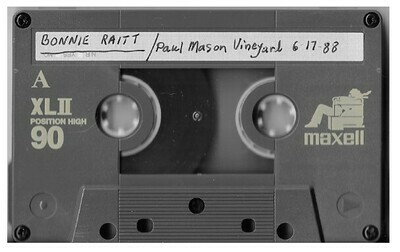 BONNIE RAITT / Paul Mason Vineyard 6-17-88
A
XLII
POSITION HIGH
90
maxell